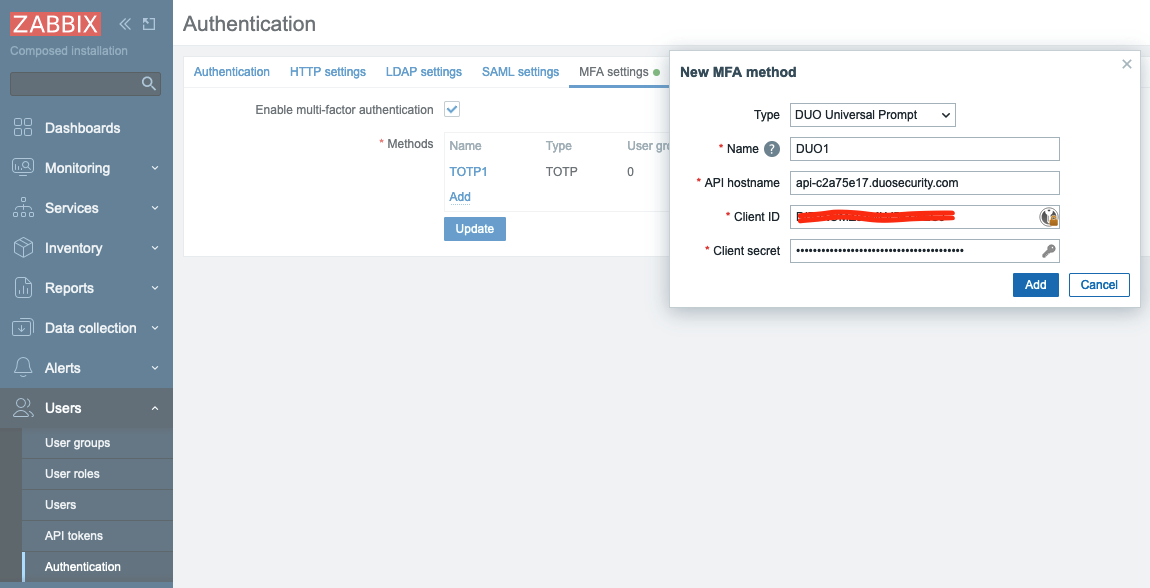 ZABBIX
Composed installation
Dashboards
Monitoring
Services
Inventory
Reports
Data collection
Alerts
Users
User groups
User roles
Users
API tokens
Authentication
Authentication
Authentication HTTP settings LDAP settings SAML settings MFA settings
Enable multi-factor authentication
* Methods
Name Type User gro
TOTP1 TOTP 0
Add
Update
New MFA method
Type DUO Universal Prompt
* Name ? DUO1
* API hostname api-c2a75e17.duosecurity.com
* Client ID
* Client secret ••••••••••••••••••••••••••••••••••••••••
Add Cancel